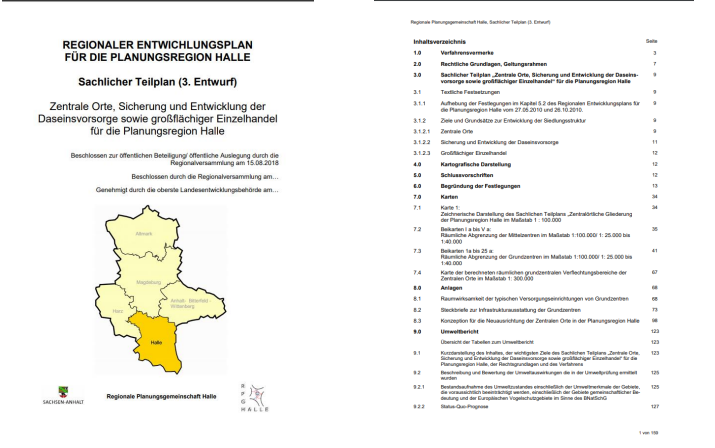 REGIONALER ENTWICHLUNGSPLAN
FÜR DIE PLANUNGSREGION HALLE
Sachlicher Teilplan (3. Entwurf)
Zentrale Orte, Sicherung und Entwicklung der
Daseinsvorsorge sowie großflächiger Einzelhandel
für die Planungsregion Halle
Beschlossen zur öffentlichen Beteiligung/ öffentliche Auslegung durch die
Regionalversammlung am 15.08.2018
Beschlossen durch die Regionalversammlung am…
Genehmigt durch die oberste Landesentwicklungsbehörde am…
Altmark
Magdeburg
Anhalt- Bitterfeld -
Wittenberg
Harz
Halle
SACHSEN-ANHALT
Regionale Planungsgemeinschaft Halle
R
P
G
HALLE
Regionale Planungsgemeinschaft Halle, Sachlicher Teilplan (3. Entwurf)
Inhaltsverzeichnis Seite
1.0 Verfahrensvermerke 3
2.0 Rechtliche Grundlagen, Geltungsrahmen 7
3.0 Sachlicher Teilplan „Zentrale Orte, Sicherung und Entwicklung der Daseins- 9
vorsorge sowie großflächiger Einzelhandel“ für die Planungsregion Halle
3.1 Textliche Festsetzungen 9
3.1.1 Aufhebung der Festlegungen im Kapitel 5.2 des Regionalen Entwicklungsplans für 9
die Planungsregion Halle vom 27.05.2010 und 26.10.2010.
3.1.2 Ziele und Grundsätze zur Entwicklung der Siedlungsstruktur 9
3.1.2.1 Zentrale Orte 9
3.1.2.2 Sicherung und Entwicklung der Daseinsvorsorge 11
3.1.2.3 Großflächiger Einzelhandel 12
4.0 Kartografische Darstellung 12
5.0 Schlussvorschriften 12
6.0 Begründung der Festlegungen 13
7.0 Karten 34
7.1 Karte 1: 34
Zeichnerische Darstellung des Sachlichen Teilplans „Zentralörtliche Gliederung
der Planungsregion Halle im Maßstab 1 : 100.000
7.2 Beikarten I a bis V a: 35
Räumliche Abgrenzung der Mittelzentren im Maßstab 1:100.000/ 1: 25.000 bis
1:40.000
7.3 Beikarten 1a bis 25 a: 41
Räumliche Abgrenzung der Grundzentren im Maßstab 1:100.000/ 1: 25.000 bis
1:40.000
7.4 Karte der berechneten räumlichen grundzentralen Verflechtungsbereiche der 67
Zentralen Orte im Maßstab 1: 300.000
8.0 Anlagen 68
8.1 Raumwirksamkeit der typischen Versorgungseinrichtungen von Grundzentren 68
8.2 Steckbriefe zur Infrastrukturausstattung der Grundzentren 73
8.3 Konzeption für die Neuausrichtung der Zentralen Orte in der Planungsregion Halle 98
9.0 Umweltbericht 123
Übersicht der Tabellen zum Umweltbericht 123
9.1 Kurzdarstellung des Inhaltes, der wichtigsten Ziele des Sachlichen Teilplans „Zentrale Orte, 123
Sicherung und Entwicklung der Daseinsvorsorge sowie großflächiger Einzelhandel“ für die
Planungsregion Halle, der Rechtsgrundlagen und des Verfahrens
9.2 Beschreibung und Bewertung der Umweltauswirkungen die in der Umweltprüfung ermittelt 125
wurden
9.2.1 Bestandsaufnahme des Umweltzustandes einschließlich der Umweltmerkmale der Gebiete, 125
die voraussichtlich beeinträchtigt werden, einschließlich der Gebiete gemeinschaftlicher Be-
deutung und der Europäischen Vogelschutzgebiete im Sinne des BNatSchG
9.2.2 Status-Quo-Prognose 127